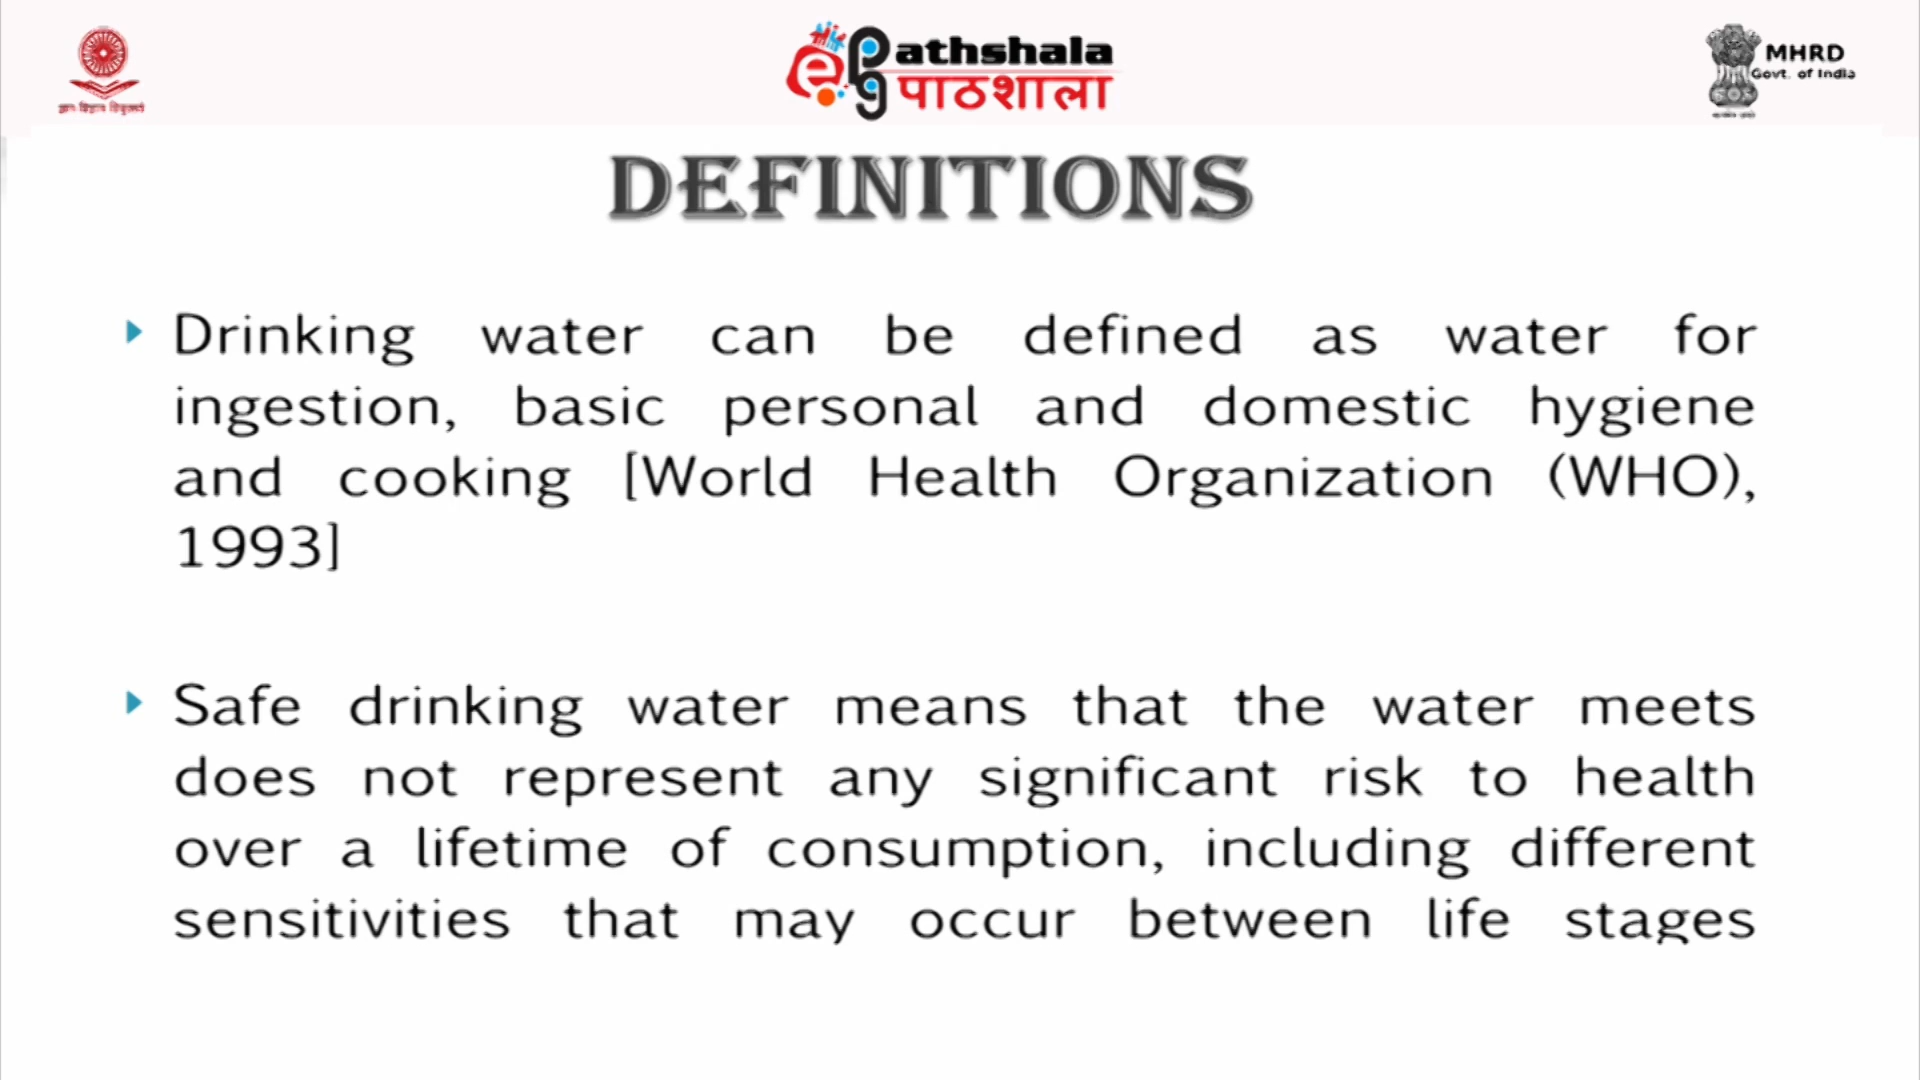 ePGathshala
पाठशाला
MHRD
Govt. of India
DEFINITIONS
Drinking water can be defined as water for
ingestion, basic personal and domestic hygiene
and cooking [World Health Organization (WHO),
1993]
Safe drinking water means that the water meets
does not represent any significant risk to health
over a lifetime of consumption, including different
sensitivities that may occur between life stages